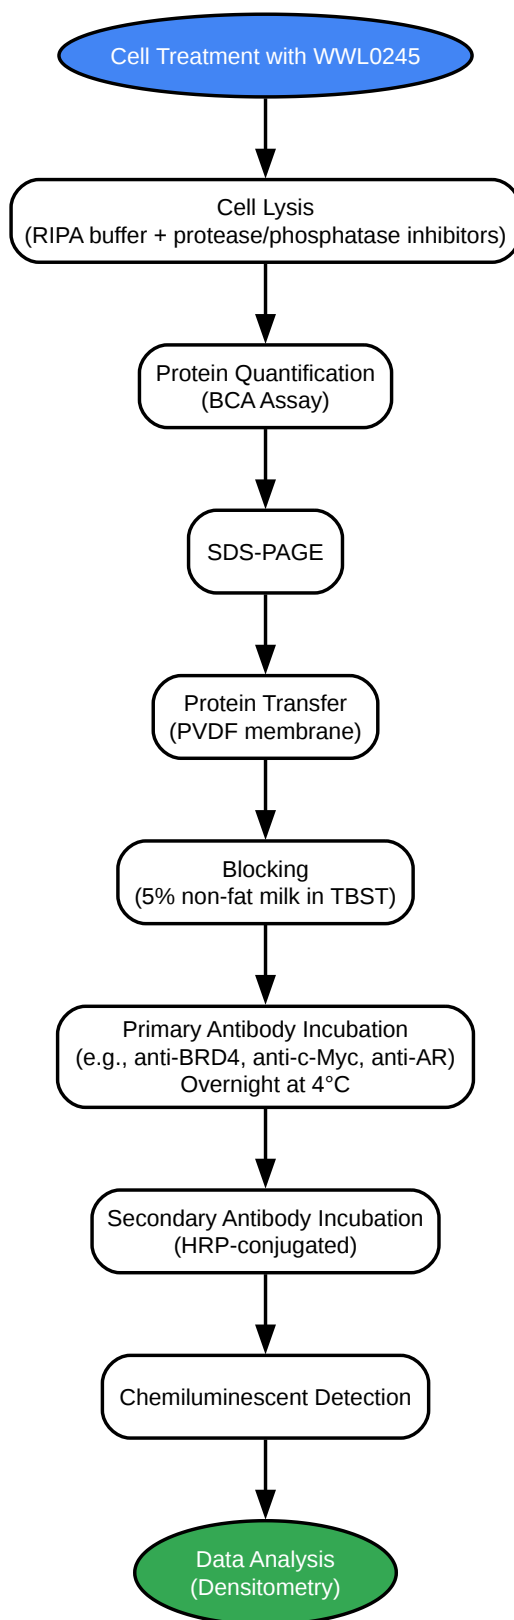 Cell Treatment with WWL0245
Cell Lysis
(RIPA buffer + protease/phosphatase inhibitors)
Protein Quantification
(BCA Assay)
SDS-PAGE
Protein Transfer
(PVDF membrane)
Blocking
(5% non-fat milk in TBST)
Primary Antibody Incubation
(e.g., anti-BRD4, anti-c-Myc, anti-AR)
Overnight at 4°C
Secondary Antibody Incubation
(HRP-conjugated)
Chemiluminescent Detection
Data Analysis
(Densitometry)